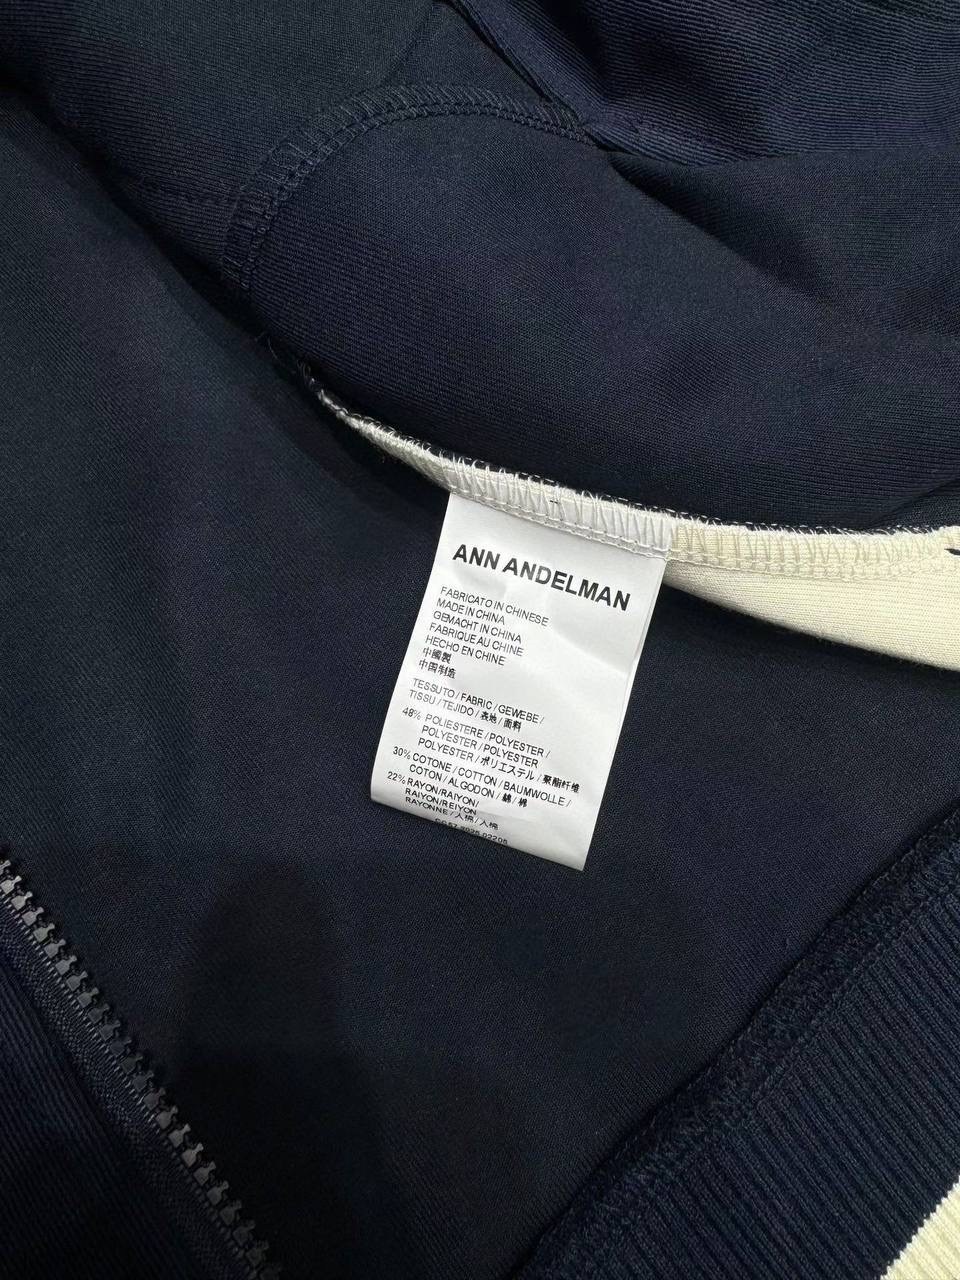 ANN ANDELMAN
FABRICATO IN CHINESE
MADE IN CHINA
GEMACHT IN CHINA
FABRIQUE AU CHINE
HECHO EN CHINE
中國製
中国制造
TESSUTO / FABRIC / GEWEBE /
TISSU / TEJIDO / 表地 / 面料
48% POLIESTERE / POLYESTER /
POLYESTER / POLYESTER
POLYESTER / ポリエステル / 聚酯纤维
30% COTONE / COTTON / BAUMWOLLE /
COTON / ALGODON / 綿 / 棉
22% RAYON/RAIYON/
RAIYON/REIYON
RAYONNE / 人棉 / 人棉